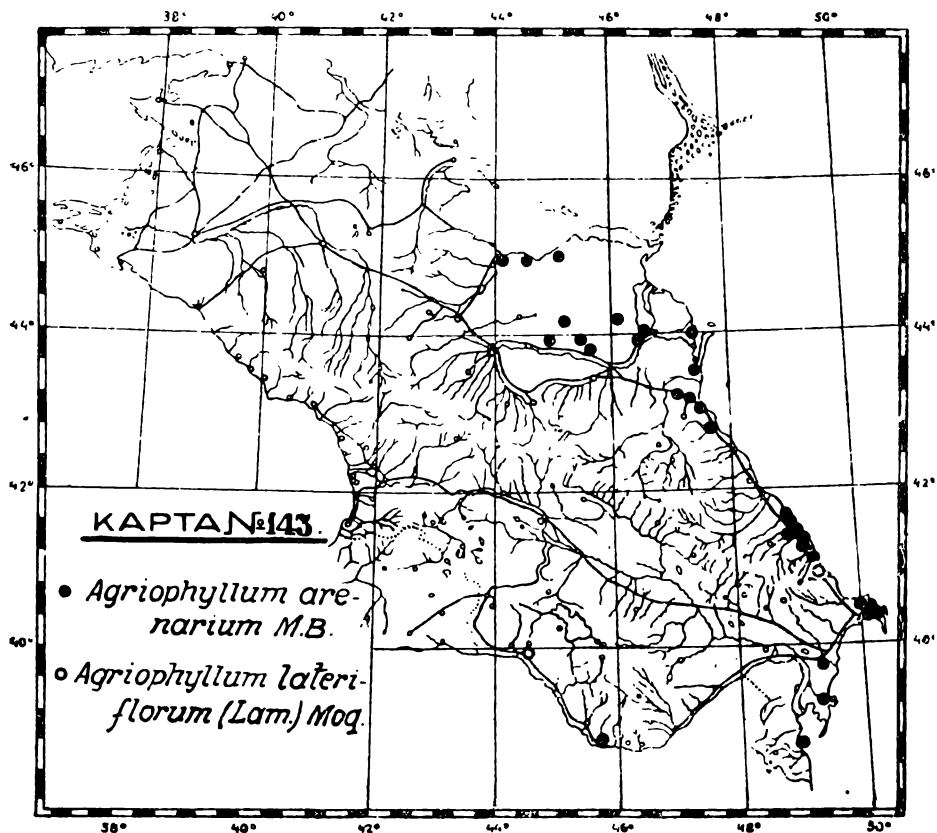 38° 40° 42° 44° 46° 48° 50°
46° 46°
44° 44°
42° 42°
КАРТА №143.
Agriophyllum are-
narium M.B.
40° 40°
Agriophyllum lateri-
florum (Lam.) Moq.
40° 42° 44° 46° 48° 50°